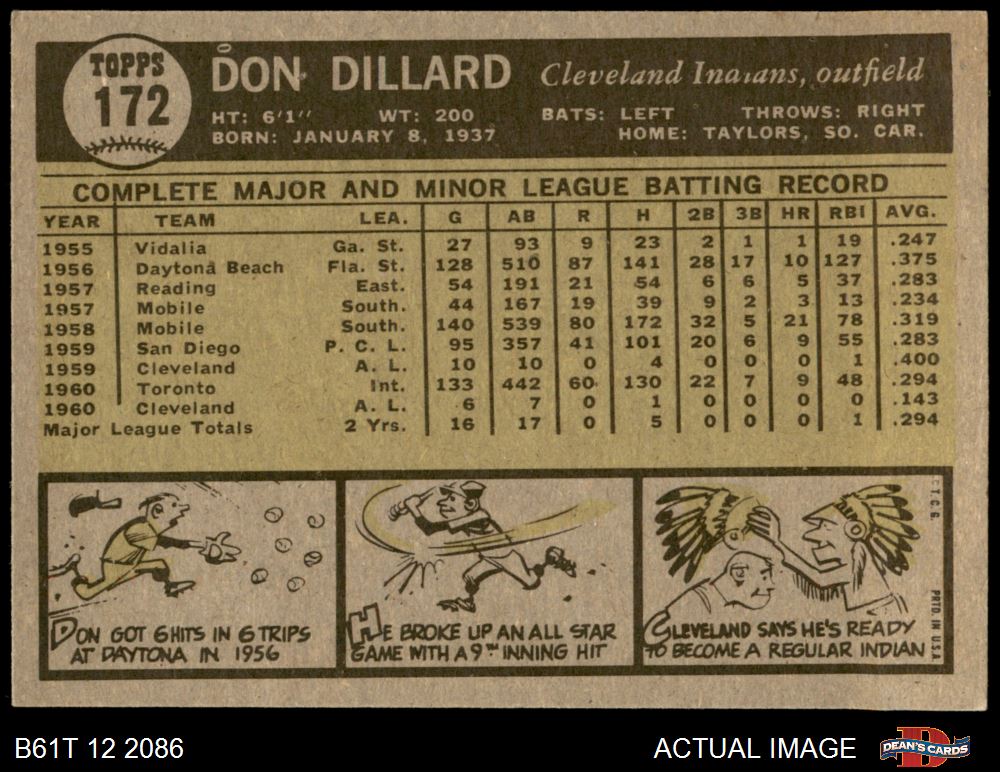 TOPPS
172
DON DILLARD Cleveland Indians, outfield
HT: 6'1" WT: 200 BATS: LEFT THROWS: RIGHT
BORN: JANUARY 8, 1937 HOME: TAYLORS, SO. CAR.
COMPLETE MAJOR AND MINOR LEAGUE BATTING RECORD
YEAR TEAM LEA. G AB R H 2B 3B HR RBI AVG.
1955 Vidalia Ga. St. 27 93 9 23 2 1 1 19 .247
1956 Daytona Beach Fla. St. 128 510 87 141 28 17 10 127 .375
1957 Reading East. 54 191 21 54 6 6 5 37 .283
1957 Mobile South. 44 167 19 39 9 2 3 13 .234
1958 Mobile South. 140 539 80 172 32 5 21 78 .319
1959 San Diego P. C. L. 95 357 41 101 20 6 9 55 .283
1959 Cleveland A. L. 10 10 0 4 0 0 0 1 .400
1960 Toronto Int. 133 442 60 130 22 7 9 48 .294
1960 Cleveland A. L. 6 7 0 1 0 0 0 0 .143
Major League Totals 2 Yrs. 16 17 0 5 0 0 0 1 .294
DON GOT 6 HITS IN 6 TRIPS
AT DAYTONA IN 1956
HE BROKE UP AN ALL STAR
GAME WITH A 9TH INNING HIT
CLEVELAND SAYS HE'S READY
TO BECOME A REGULAR INDIAN
©T.C.G. PRTD. IN U.S.A.
B61T 12 2086 ACTUAL IMAGE DEAN'S CARDS